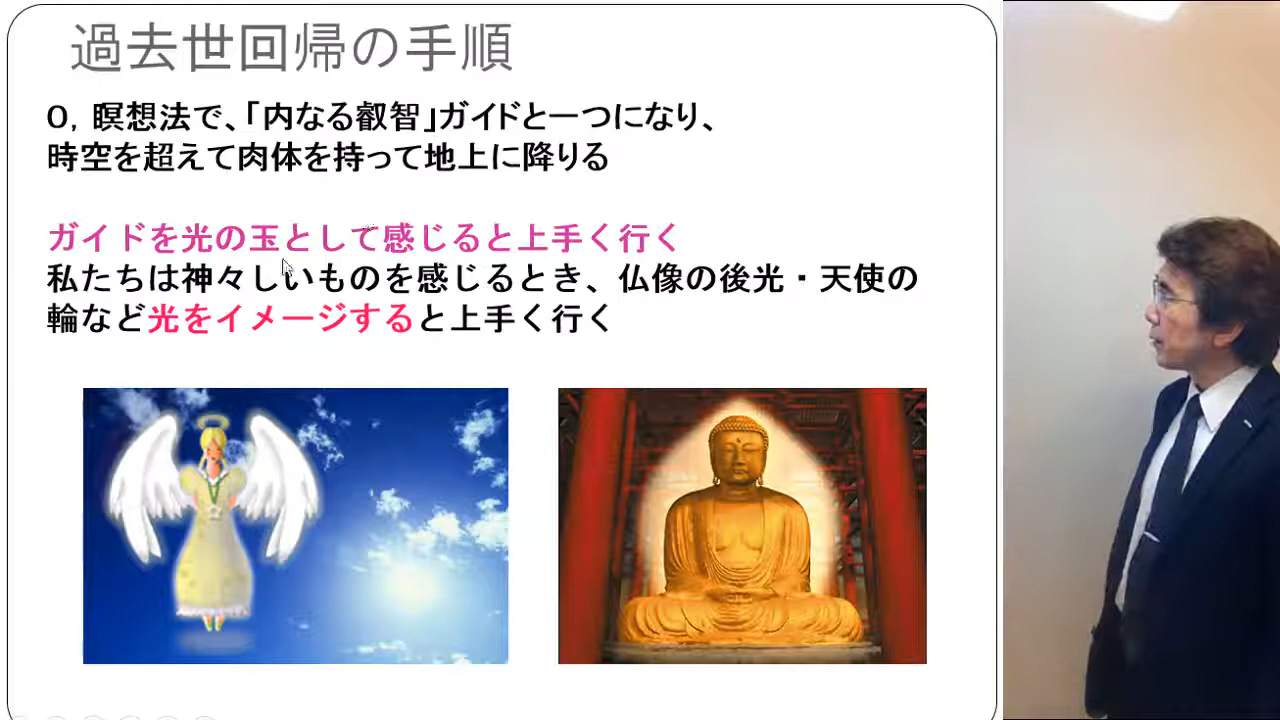 過去世回帰の手順
０，瞑想法で、「内なる叡智」ガイドと一つになり、
時空を超えて肉体を持って地上に降りる
ガイドを光の玉として感じると上手く行く
私たちは神々しいものを感じるとき、仏像の後光・天使の
輪など光をイメージすると上手く行く